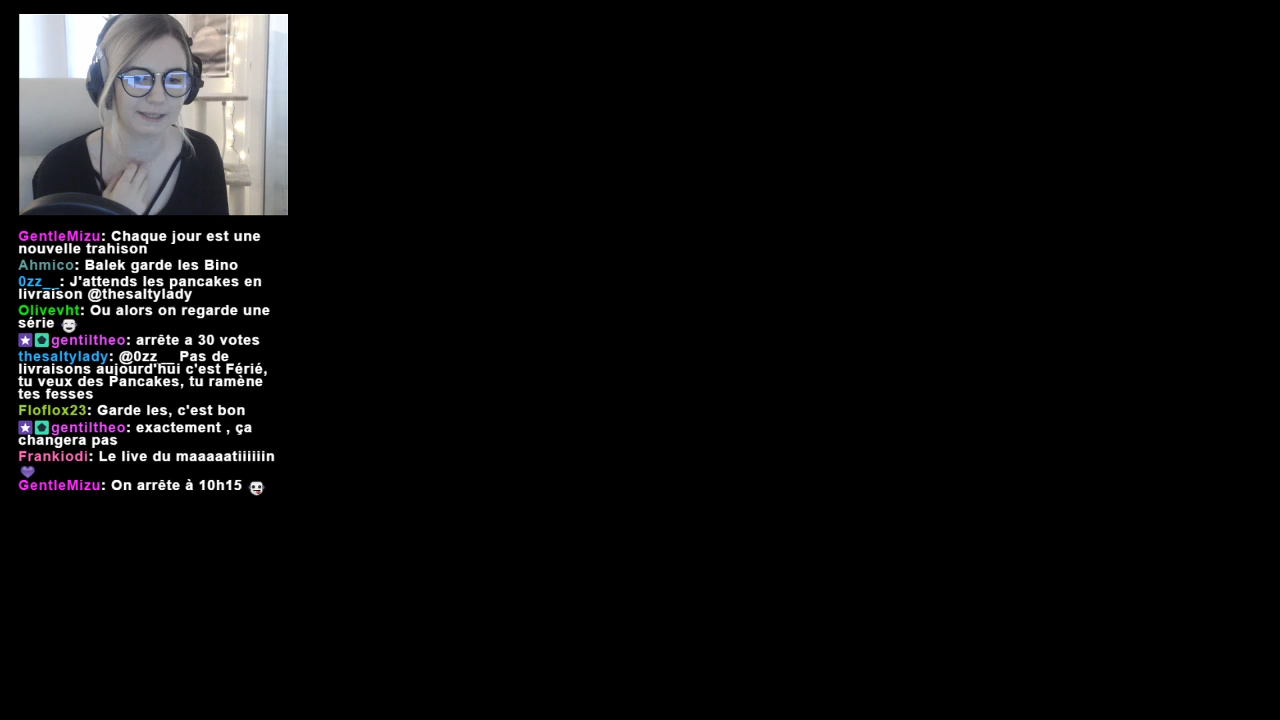 GentleMizu: Chaque jour est une
nouvelle trahison
Ahmico: Balek garde les Bino
0zz__: J'attends les pancakes en
livraison @thesaltylady
Olivevht: Ou alors on regarde une
série
gentiltheo: arrête a 30 votes
thesaltylady: @0zz__ Pas de
livraisons aujourd'hui c'est Férié,
tu veux des Pancakes, tu ramène
tes fesses
Floflox23: Garde les, c'est bon
gentiltheo: exactement , ça
changera pas
Frankiodi: Le live du maaaaatiiiiiin
GentleMizu: On arrête à 10h15